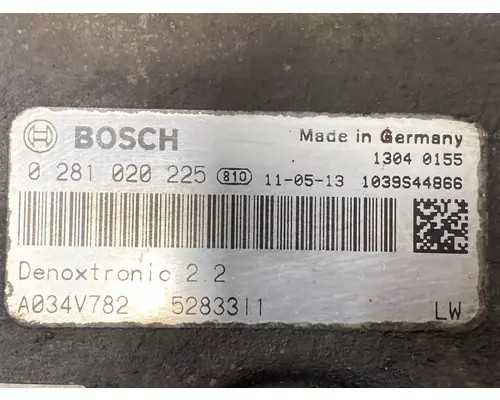 BOSCH
Made in Germany
1304 0155
0 281 020 225 810 11-05-13 1039S44866
Denoxtronic 2.2
A034V782 5283311
LW